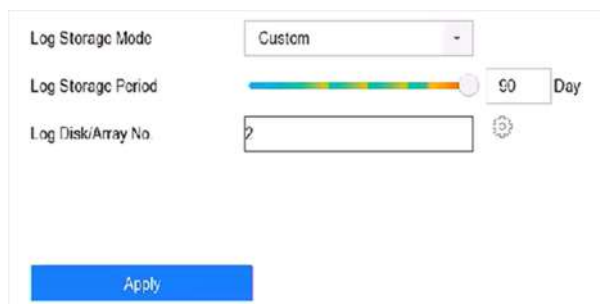 Log Storage Mode Custom
Log Storage Period 90 Day
Log Disk/Array No. 2
Apply